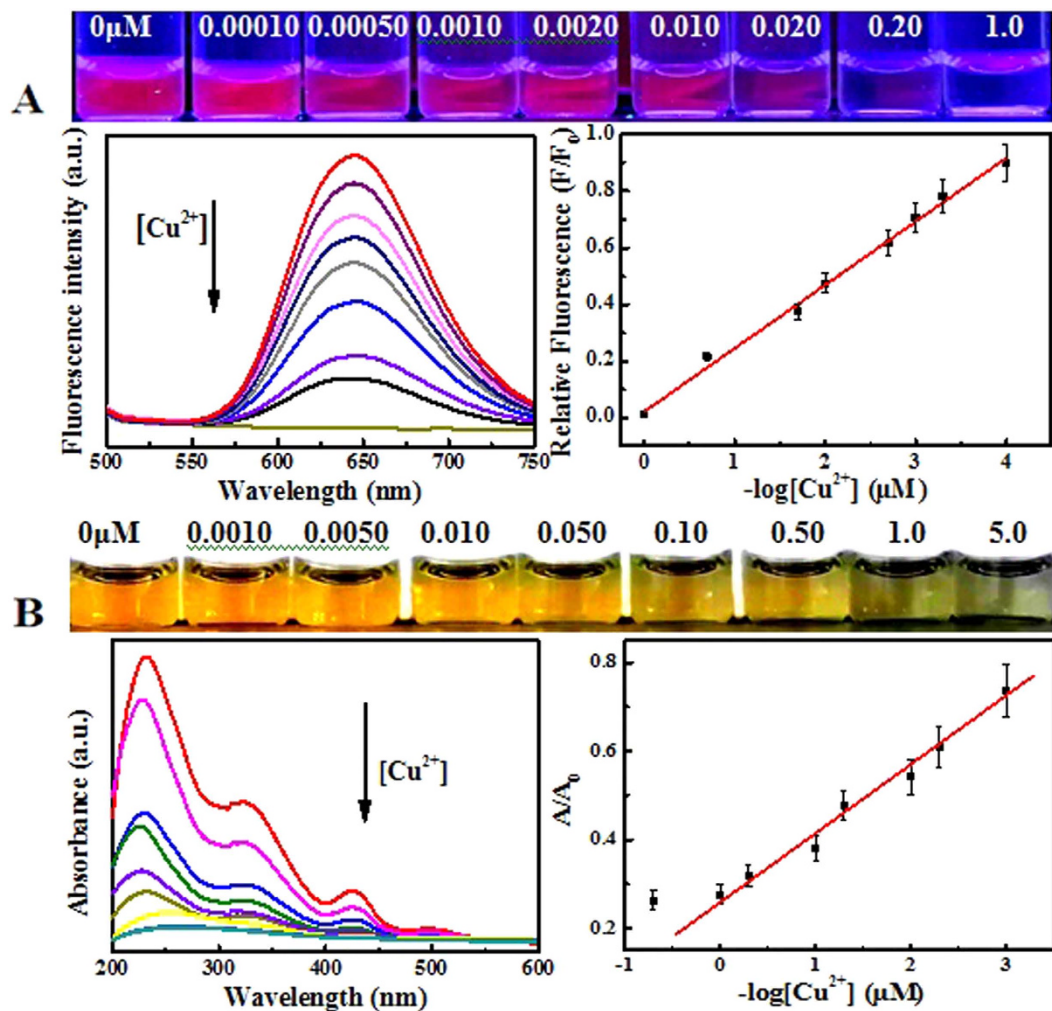 0μM 0.00010 0.00050 0.0010 0.0020 0.010 0.020 0.20 1.0
A
Fluorescence intensity (a.u.)
[Cu²⁺]
500 550 600 650 700 750
Wavelength (nm)
Relative Fluorescence (F/F₀)
1.0
0.8
0.6
0.4
0.2
0.0
0 1 2 3 4
-log[Cu²⁺] (μM)
0μM 0.0010 0.0050 0.010 0.050 0.10 0.50 1.0 5.0
B
Absorbance (a.u.)
[Cu²⁺]
200 300 400 500 600
Wavelength (nm)
A/A₀
0.8
0.6
0.4
0.2
-1 0 1 2 3
-log[Cu²⁺] (μM)